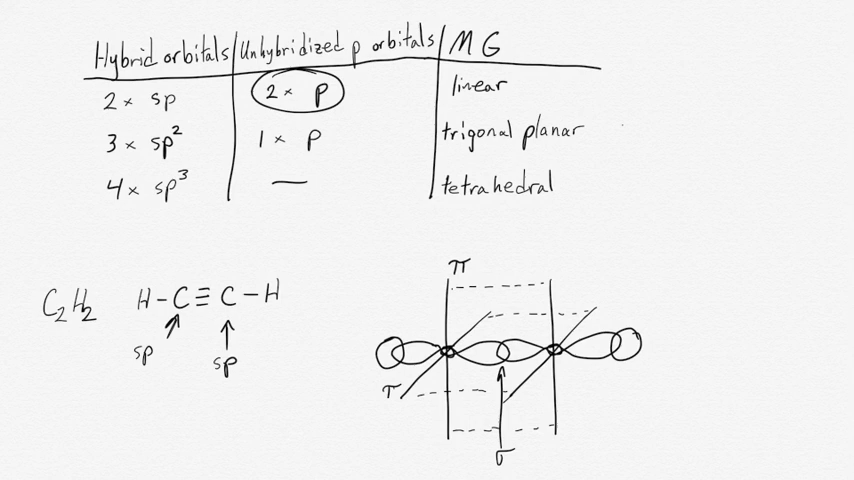 Hybrid orbitals Unhybridized p orbitals MG
2 × sp 2 × p linear
3 × sp² 1 × p trigonal planar
4 × sp³ — tetrahedral
C₂H₂ H-C≡C-H
sp sp
π
π
σ